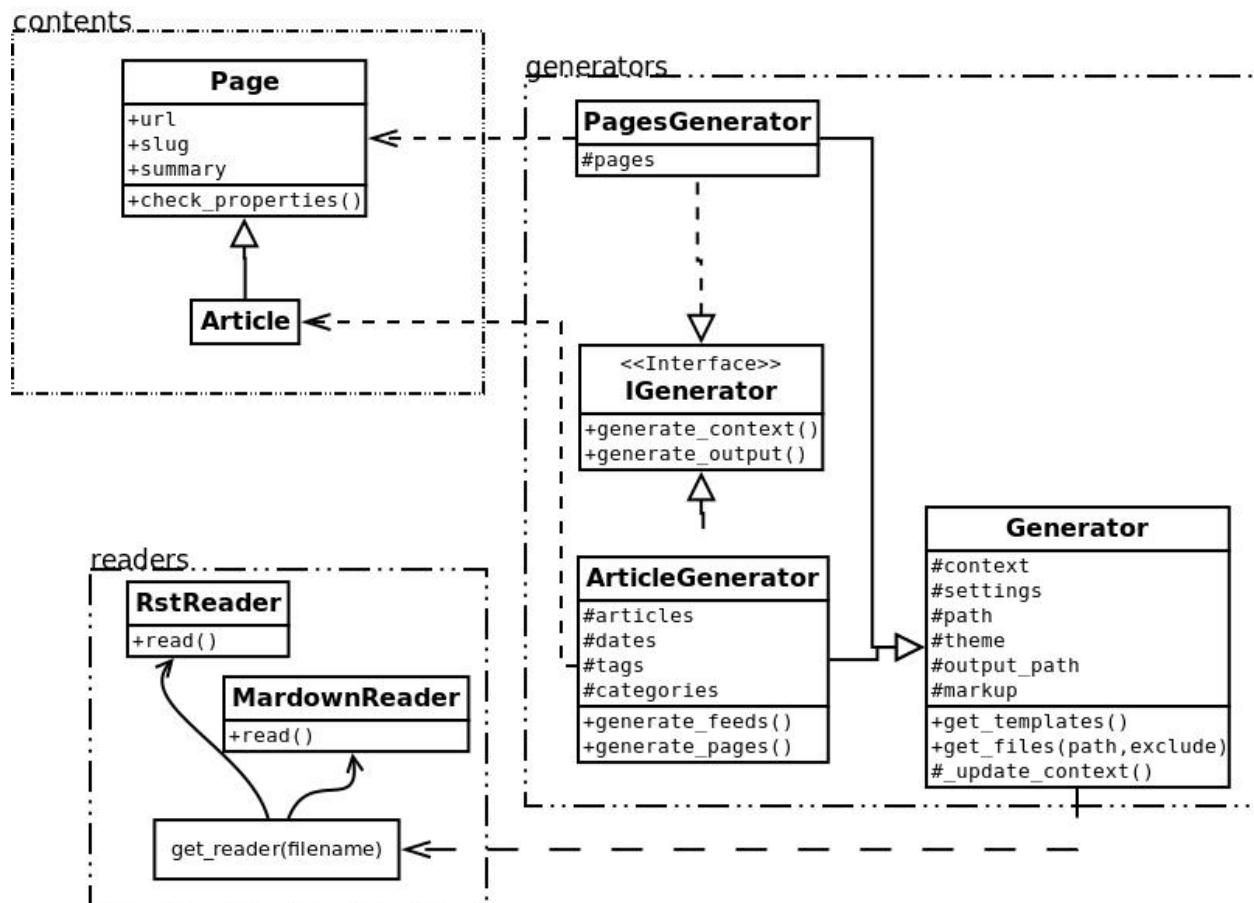 contents
Page
+url
+slug
+summary
+check_properties()
Article
generators
PagesGenerator
#pages
<<Interface>>
IGenerator
+generate_context()
+generate_output()
ArticleGenerator
#articles
#dates
#tags
#categories
+generate_feeds()
+generate_pages()
Generator
#context
#settings
#path
#theme
#output_path
#markup
+get_templates()
+get_files(path,exclude)
#_update_context()
readers
RstReader
+read()
MardownReader
+read()
get_reader(filename)